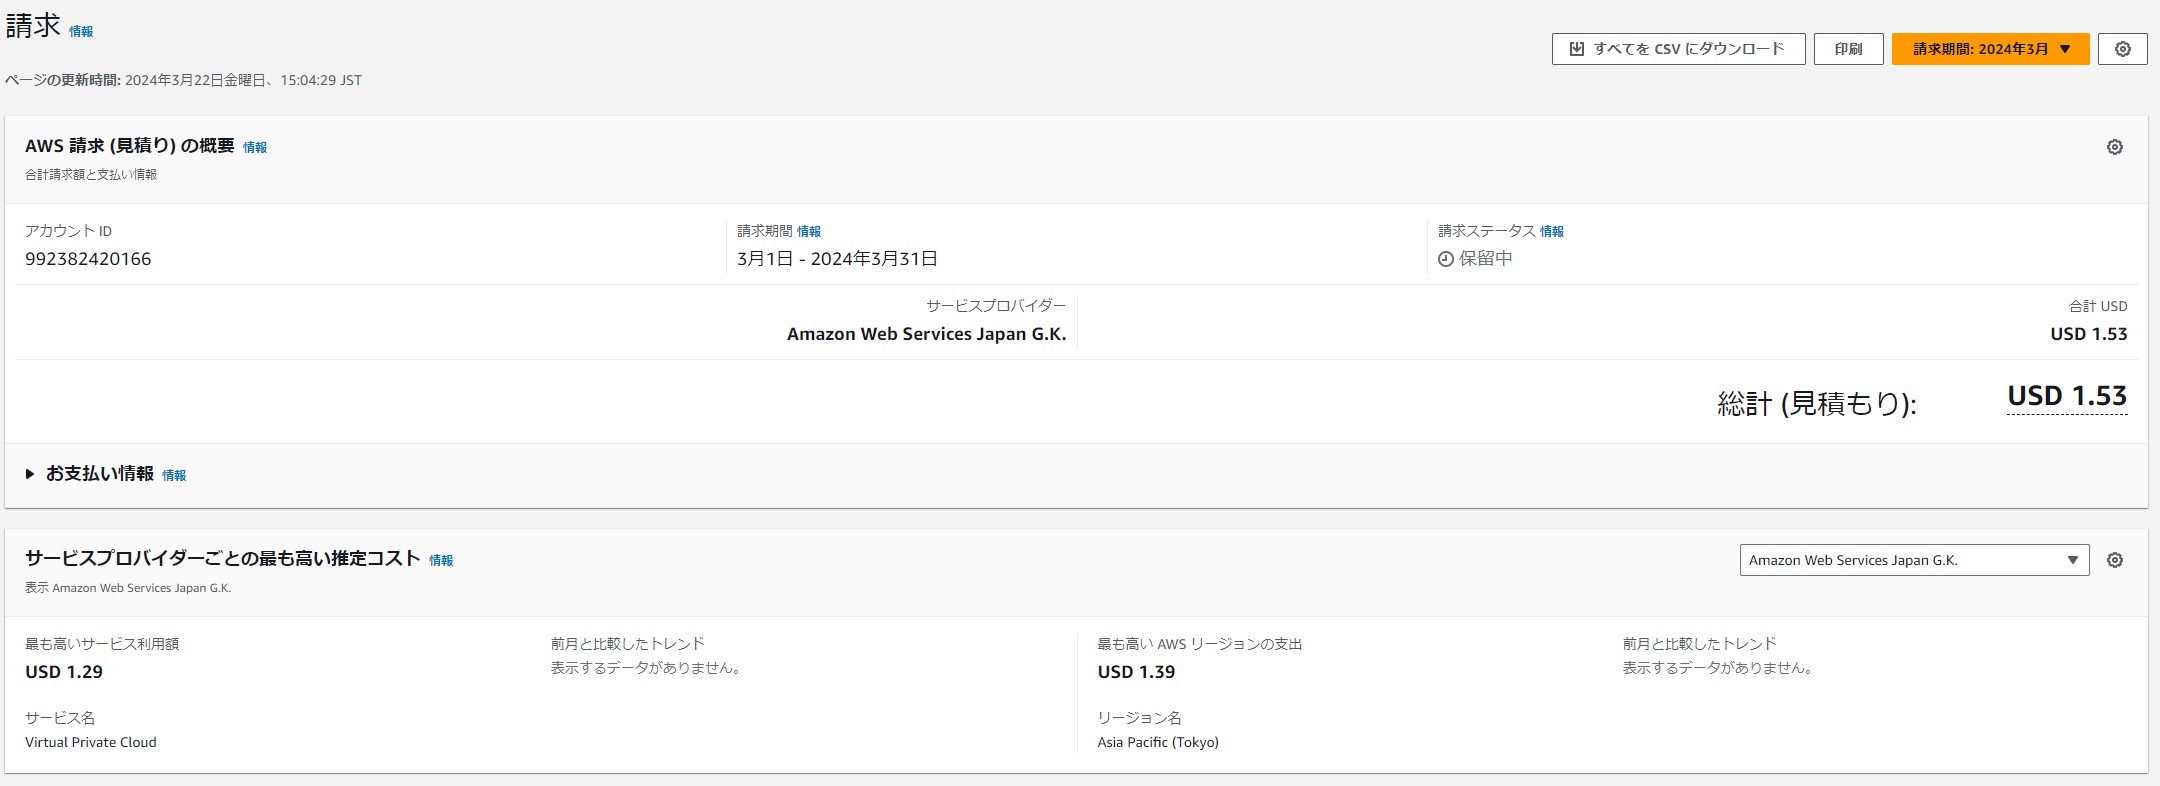 請求 情報
すべてを CSV にダウンロード 印刷 請求期間: 2024年3月
ページの更新時間: 2024年3月22日金曜日、15:04:29 JST
AWS 請求 (見積り) の概要 情報
合計請求額と支払い情報
アカウント ID
992382420166
請求期間 情報
3月1日 - 2024年3月31日
請求ステータス 情報
保留中
サービスプロバイダー
Amazon Web Services Japan G.K.
合計 USD
USD 1.53
総計 (見積もり): USD 1.53
お支払い情報 情報
サービスプロバイダーごとの最も高い推定コスト 情報
表示 Amazon Web Services Japan G.K.
Amazon Web Services Japan G.K.
最も高いサービス利用額
USD 1.29
前月と比較したトレンド
表示するデータがありません。
サービス名
Virtual Private Cloud
最も高い AWS リージョンの支出
USD 1.39
前月と比較したトレンド
表示するデータがありません。
リージョン名
Asia Pacific (Tokyo)